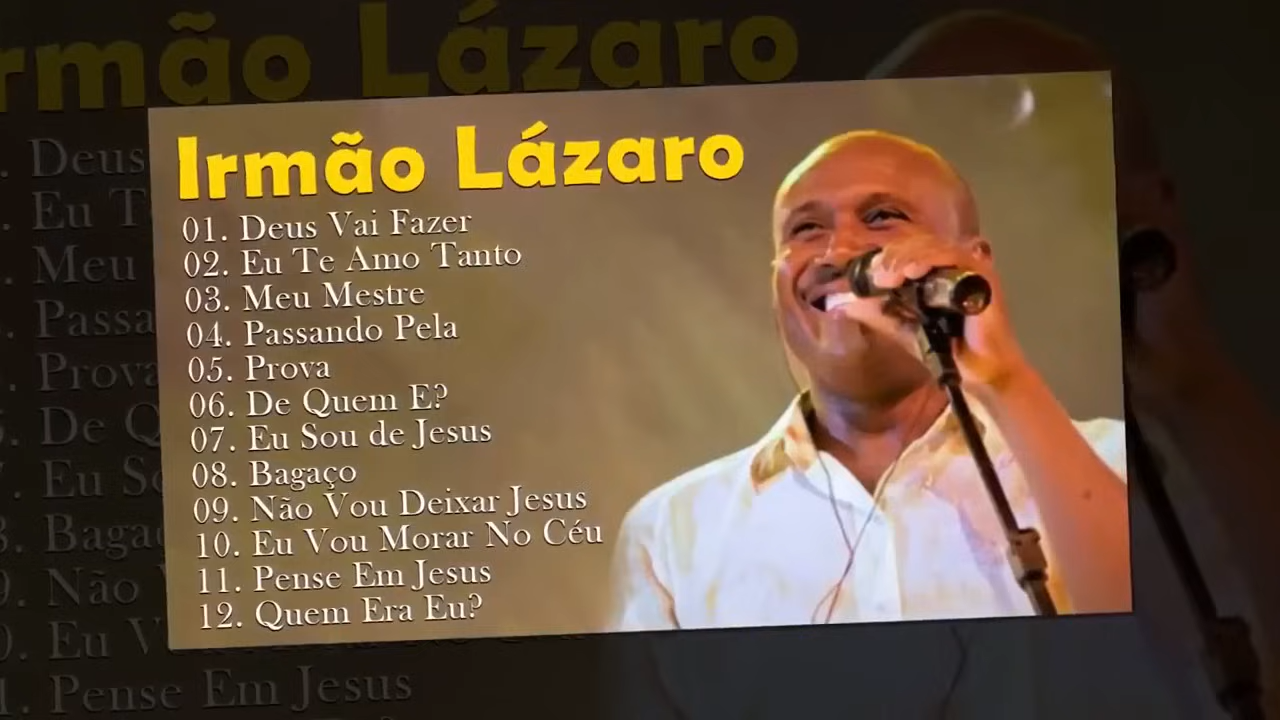 Irmão Lázaro
01. Deus Vai Fazer
02. Eu Te Amo Tanto
03. Meu Mestre
04. Passando Pela
05. Prova
06. De Quem E?
07. Eu Sou de Jesus
08. Bagaço
09. Não Vou Deixar Jesus
10. Eu Vou Morar No Céu
11. Pense Em Jesus
12. Quem Era Eu?